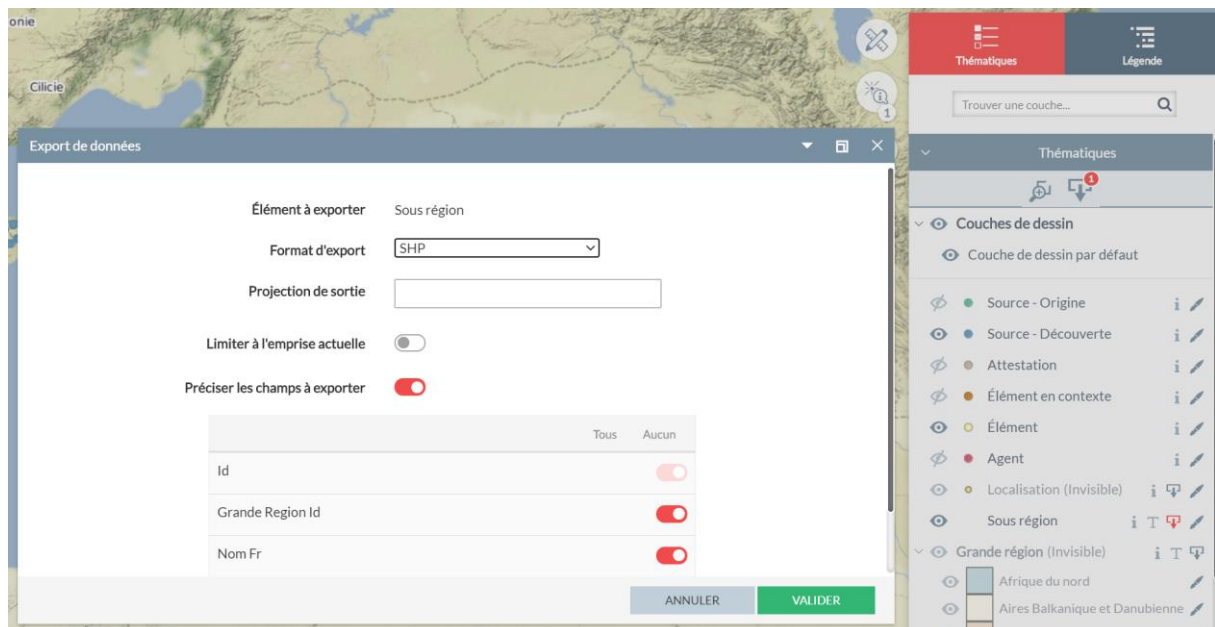 onie
Cilicie
1
Thématiques
Légende
Trouver une couche...
Export de données
Thématiques
1
Élément à exporter Sous région
Format d'export SHP
Projection de sortie
Limiter à l'emprise actuelle
Préciser les champs à exporter
Tous Aucun
Id
Grande Region Id
Nom Fr
ANNULER VALIDER
Couches de dessin
Couche de dessin par défaut
Source - Origine
Source - Découverte
Attestation
Élément en contexte
Élément
Agent
Localisation (Invisible)
Sous région
Grande région (Invisible)
Afrique du nord
Aires Balkanique et Danubienne